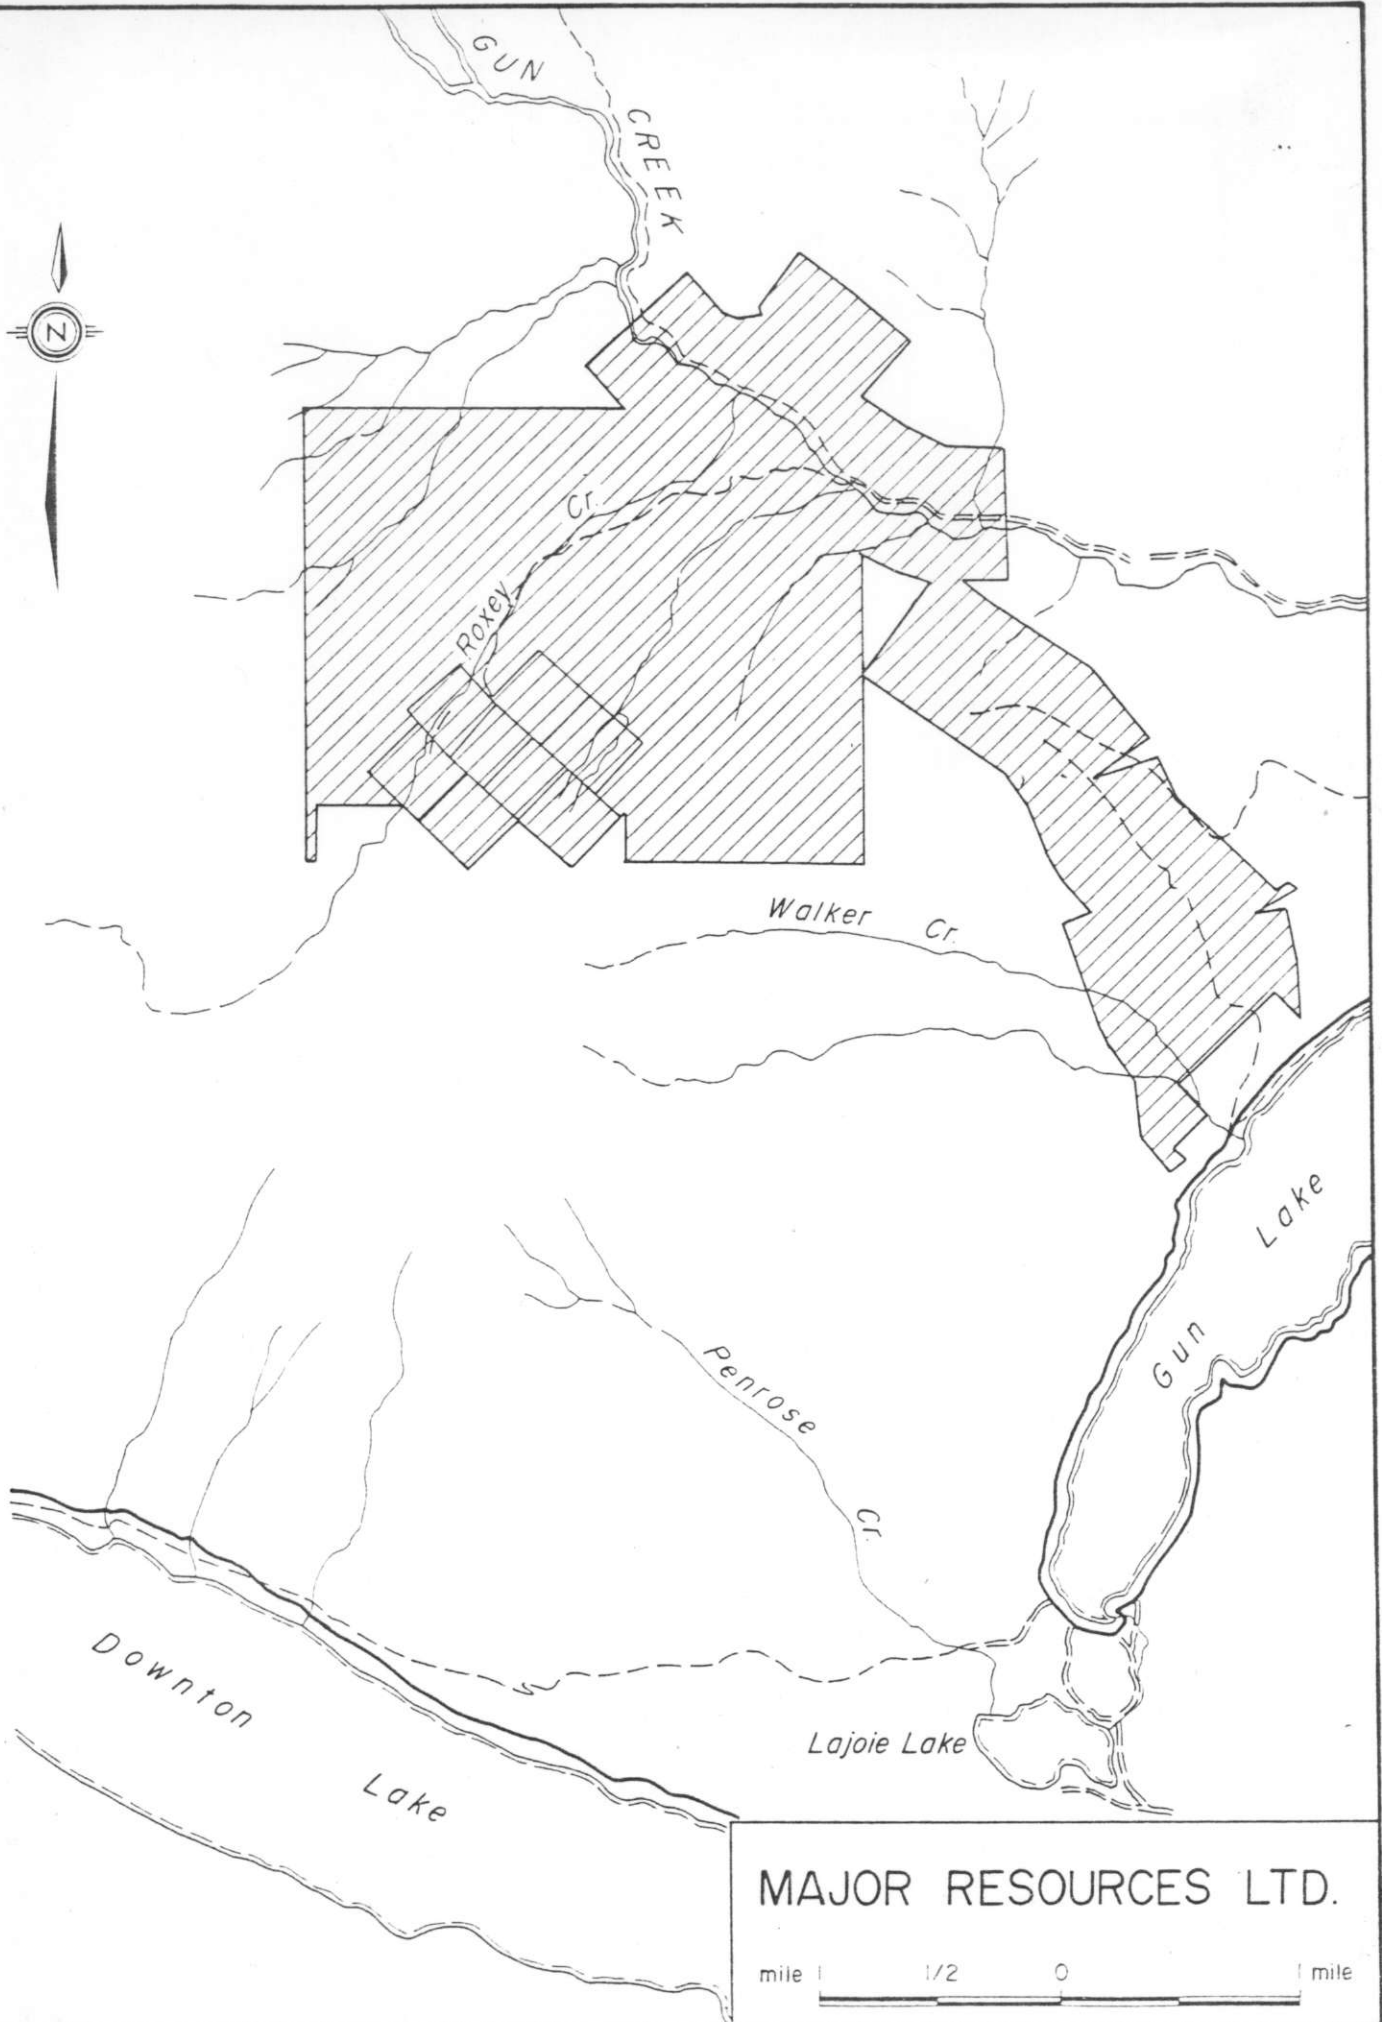 GUN
CREEK
N
Cr.
Roxey
Walker Cr.
Lake
Gun
Penrose
Cr.
Downton
Lake
Lajoie Lake
MAJOR RESOURCES LTD.
mile 1 1/2 0 1 mile